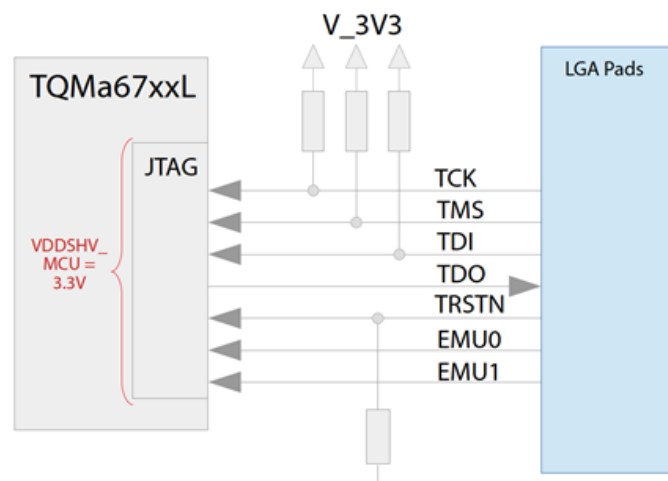 V_3V3
TQMa67xxL
LGA Pads
JTAG
VDDSHV_
MCU =
3.3V
TCK
TMS
TDI
TDO
TRSTN
EMU0
EMU1